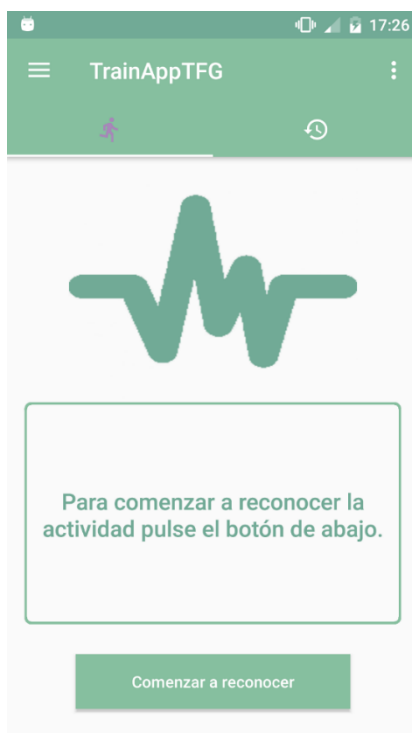 17:26
TrainAppTFG
Para comenzar a reconocer la
actividad pulse el botón de abajo.
Comenzar a reconocer